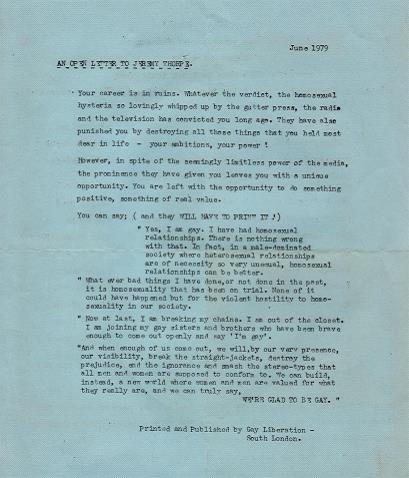 June 1979
AN OPEN LETTER TO JEREMY THORPE.
Your career is in ruins. Whatever the verdict, the homosexual
hysteria so lovingly whipped up by the gutter press, the radio
and the television has convicted you long ago. They have also
punished you by destroying all those things that you held most
dear in life - your ambitions, your power !
However, in spite of the seemingly limitless power of the media,
the prominence they have given you leaves you with a unique
opportunity. You are left with the opportunity to do something
positive, something of real value.
You can say; ( and they WILL HAVE TO PRINT IT !)
" Yes, I am gay. I have had homosexual
relationships. There is nothing wrong
with that. In fact, in a male-dominated
society where heterosexual relationships
are of necessity so very unequal, homosexual
relationships can be better.
" What ever bad things I have done,or not done in the past,
it is homosexuality that has been on trial. None of it
could have happened but for the violent hostility to homo-
sexuality in our society.
" Now at last, I am breaking my chains. I am out of the closet.
I am joining my gay sisters and brothers who have been brave
enough to come out openly and say 'I'm gay'.
"And when enough of us come out, we will,by our very presence,
our visibility, break the straight-jackets, destroy the
prejudice, end the ignorance and smash the stereo-types that
all men and women are supposed to conform to. We can build,
instead, a new world where women and men are valued for what
they really are, and we can truly say,
WE'RE GLAD TO BE GAY. "
Printed and Published by Gay Liberation -
South London.